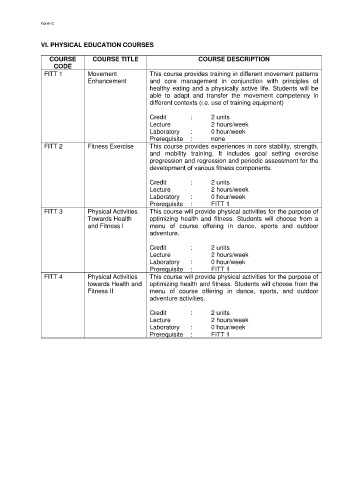 Form C
VI. PHYSICAL EDUCATION COURSES
COURSE CODE
COURSE TITLE
COURSE DESCRIPTION
FITT 1
Movement
Enhancement
This course provides training in different movement patterns
and core management in conjunction with principles of
healthy eating and a physically active life. Students will be
able to adapt and transfer the movement competency in
different contexts (i.e. use of training equipment)
Credit : 2 units
Lecture : 2 hours/week
Laboratory : 0 hour/week
Prerequisite : none
FITT 2
Fitness Exercise
This course provides experiences in core stability, strength,
and mobility training. It includes goal setting exercise
progression and regression and periodic assessment for the
development of various fitness components.
Credit : 2 units
Lecture : 2 hours/week
Laboratory : 0 hour/week
Prerequisite : FITT 1
FITT 3
Physical Activities
Towards Health
and Fitness I
This course will provide physical activities for the purpose of
optimizing health and fitness. Students will choose from a
menu of course offering in dance, sports and outdoor
adventure.
Credit : 2 units
Lecture : 2 hours/week
Laboratory : 0 hour/week
Prerequisite : FITT 1
FITT 4
Physical Activities
towards Health and
Fitness II
This course will provide physical activities for the purpose of
optimizing health and fitness. Students will choose from the
menu of course offering in dance, sports, and outdoor
adventure activities.
Credit : 2 units
Lecture : 2 hours/week
Laboratory : 0 hour/week
Prerequisite : FITT 1